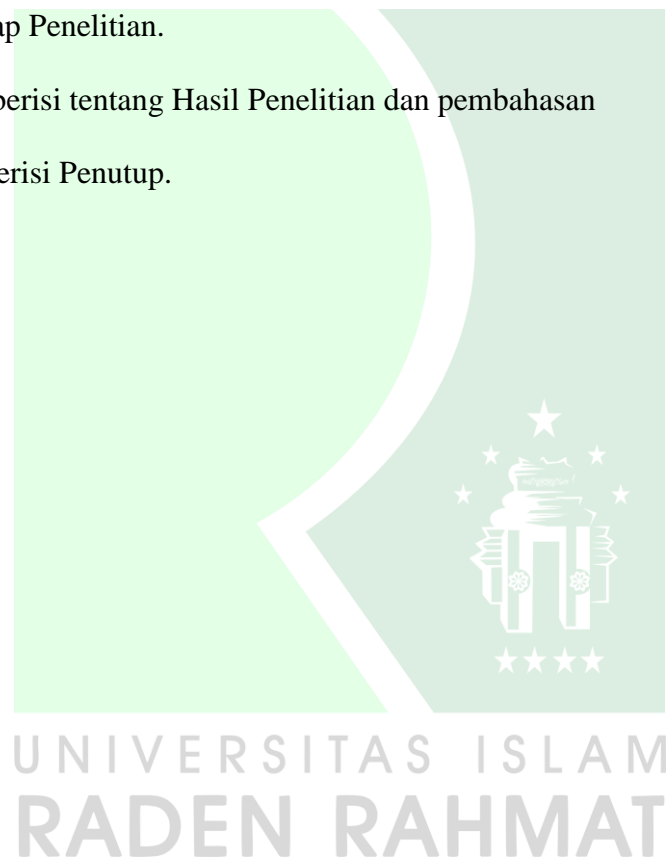 ap Penelitian.
berisi tentang Hasil Penelitian dan pembahasan
erisi Penutup.
UNIVERSITAS ISLAM
RADEN RAHMAT